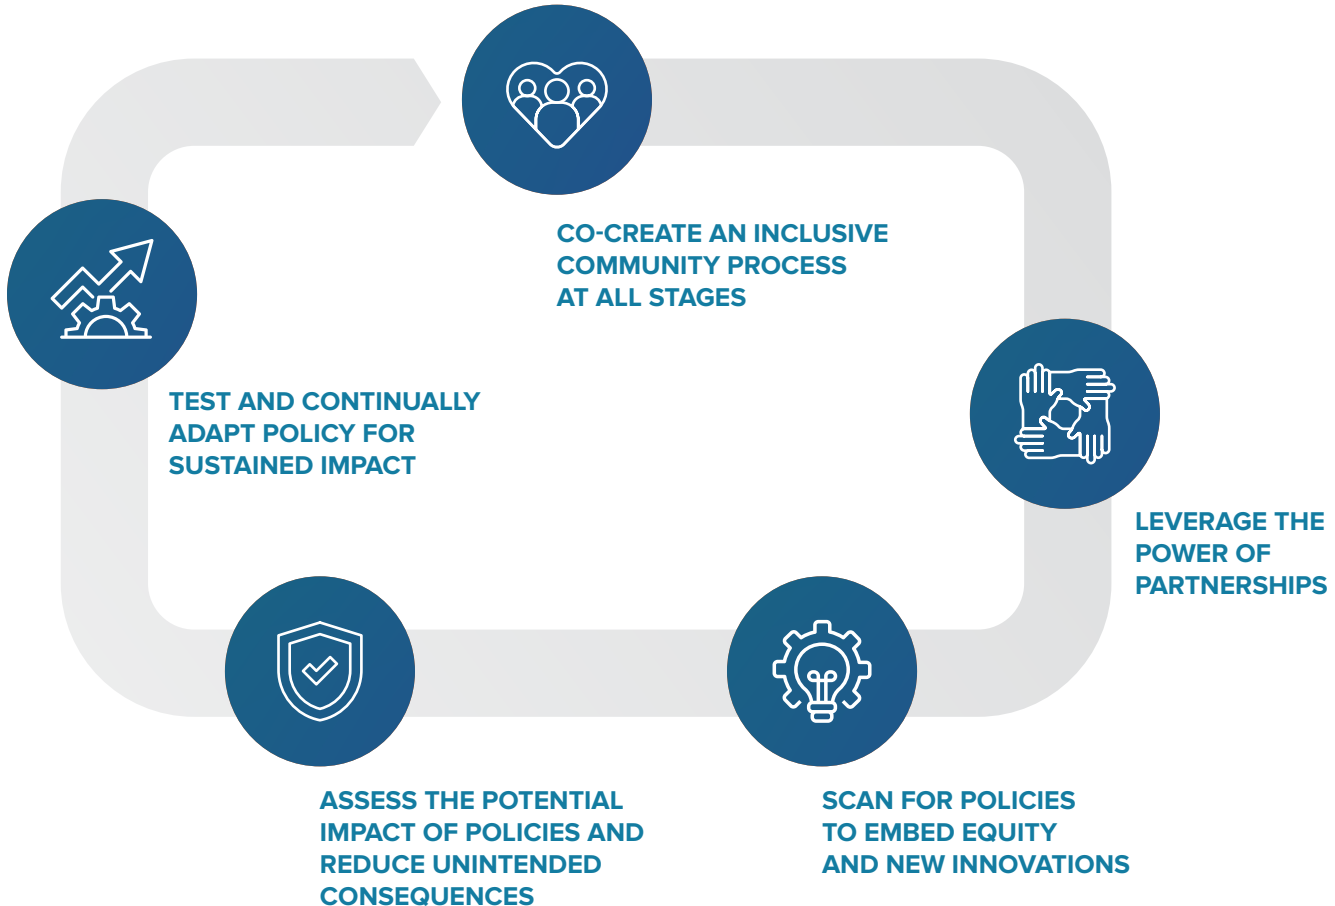 CO-CREATE AN INCLUSIVE
COMMUNITY PROCESS
AT ALL STAGES
LEVERAGE THE
POWER OF
PARTNERSHIPS
SCAN FOR POLICIES
TO EMBED EQUITY
AND NEW INNOVATIONS
ASSESS THE POTENTIAL
IMPACT OF POLICIES AND
REDUCE UNINTENDED
CONSEQUENCES
TEST AND CONTINUALLY
ADAPT POLICY FOR
SUSTAINED IMPACT